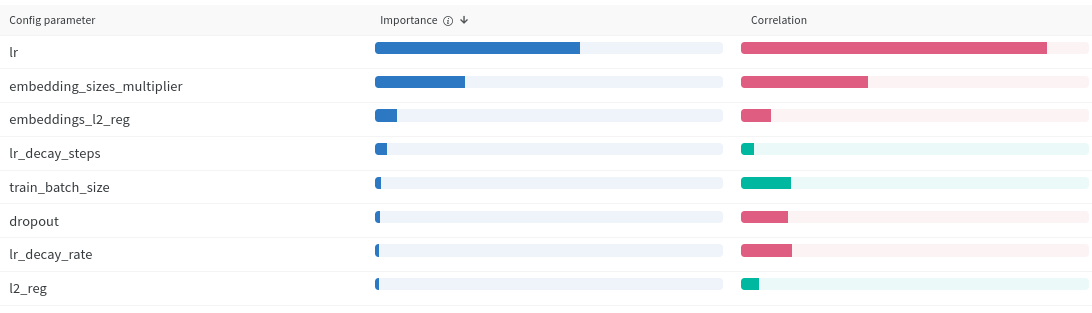 Config parameter Importance Correlation
lr
embedding_sizes_multiplier
embeddings_l2_reg
lr_decay_steps
train_batch_size
dropout
lr_decay_rate
l2_reg